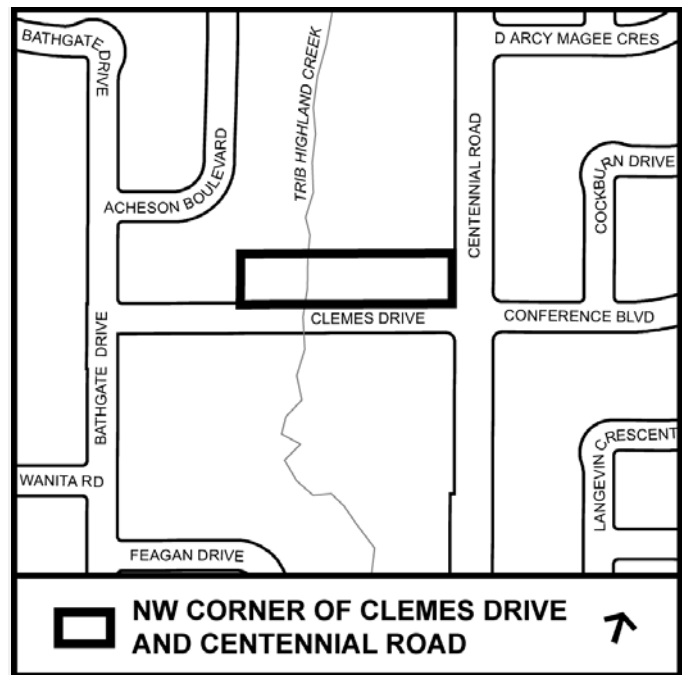 BATHGATE DRIVE
D ARCY MAGEE CRES
TRIB HIGHLAND CREEK
CENTENNIAL ROAD
COCKBURN DRIVE
ACHESON BOULEVARD
CLEMES DRIVE
CONFERENCE BLVD
BATHGATE DRIVE
LANGEVIN CRESCENT
WANITA RD
FEAGAN DRIVE
NW CORNER OF CLEMES DRIVE
AND CENTENNIAL ROAD